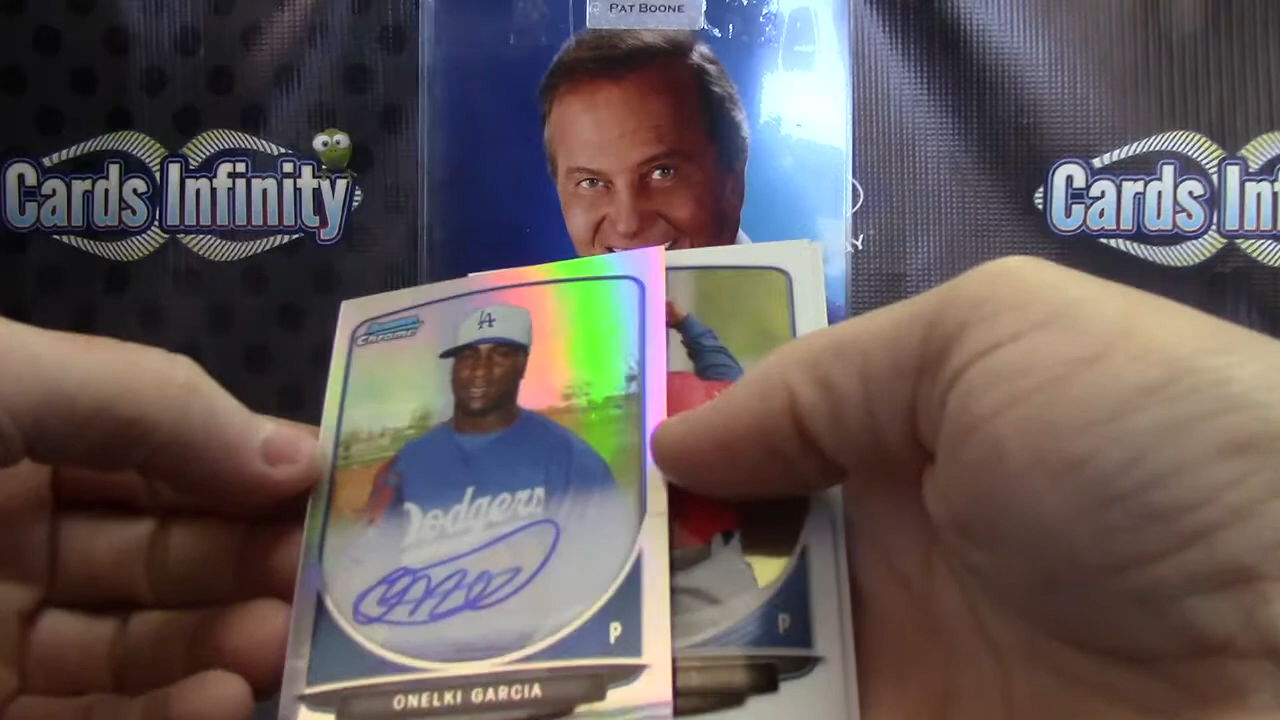 PAT BOONE
Cards Infinity
Cards Inf
Bowman
Chrome
LA
Dodgers
P
P
ONELKI GARCIA